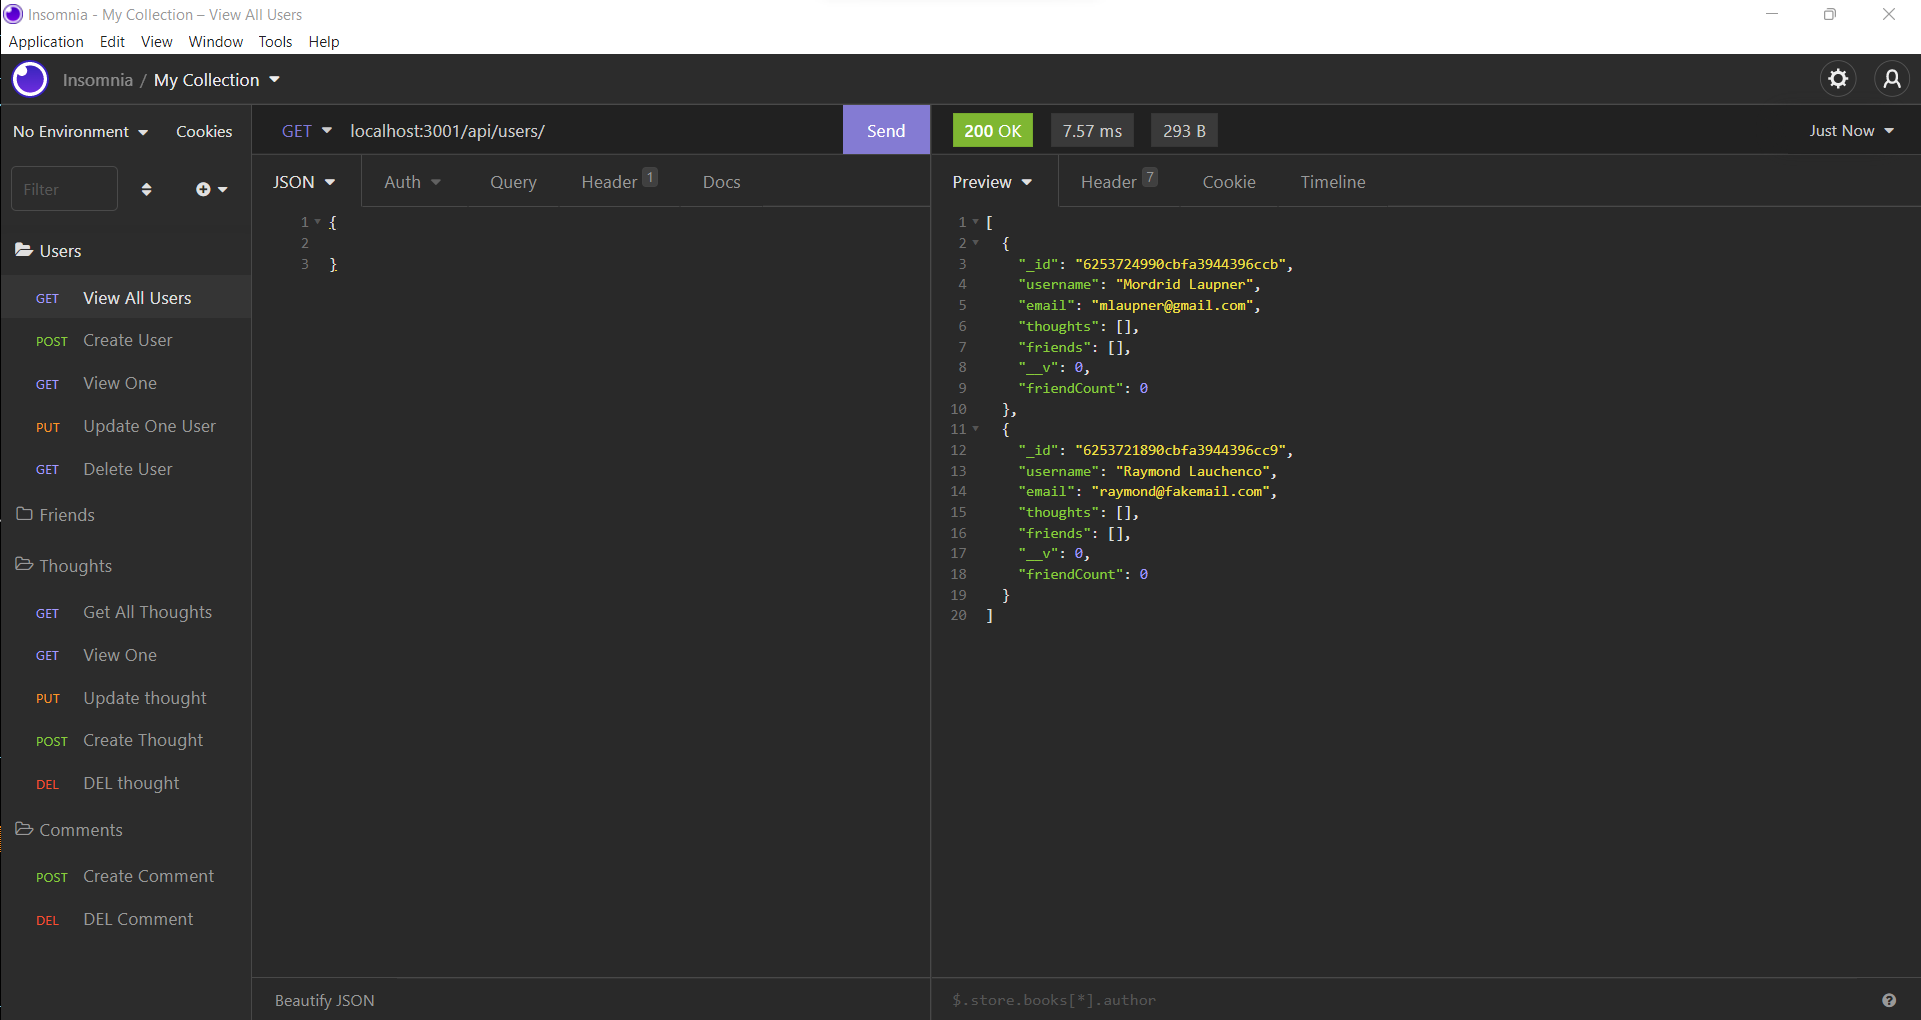 Insomnia - My Collection – View All Users
Application Edit View Window Tools Help
Insomnia / My Collection
No Environment Cookies
Filter
Users
GET View All Users
POST Create User
GET View One
PUT Update One User
GET Delete User
Friends
Thoughts
GET Get All Thoughts
GET View One
PUT Update thought
POST Create Thought
DEL DEL thought
Comments
POST Create Comment
DEL DEL Comment
GET localhost:3001/api/users/ Send
JSON Auth Query Header 1 Docs
1 {
2
3 }
Beautify JSON
200 OK 7.57 ms 293 B Just Now
Preview Header 7 Cookie Timeline
1 [
2 {
3 "_id": "6253724990cbfa3944396ccb",
4 "username": "Mordrid Laupner",
5 "email": "mlaupner@gmail.com",
6 "thoughts": [],
7 "friends": [],
8 "__v": 0,
9 "friendCount": 0
10 },
11 {
12 "_id": "6253721890cbfa3944396cc9",
13 "username": "Raymond Lauchenco",
14 "email": "raymond@fakemail.com",
15 "thoughts": [],
16 "friends": [],
17 "__v": 0,
18 "friendCount": 0
19 }
20 ]
$.store.books[*].author